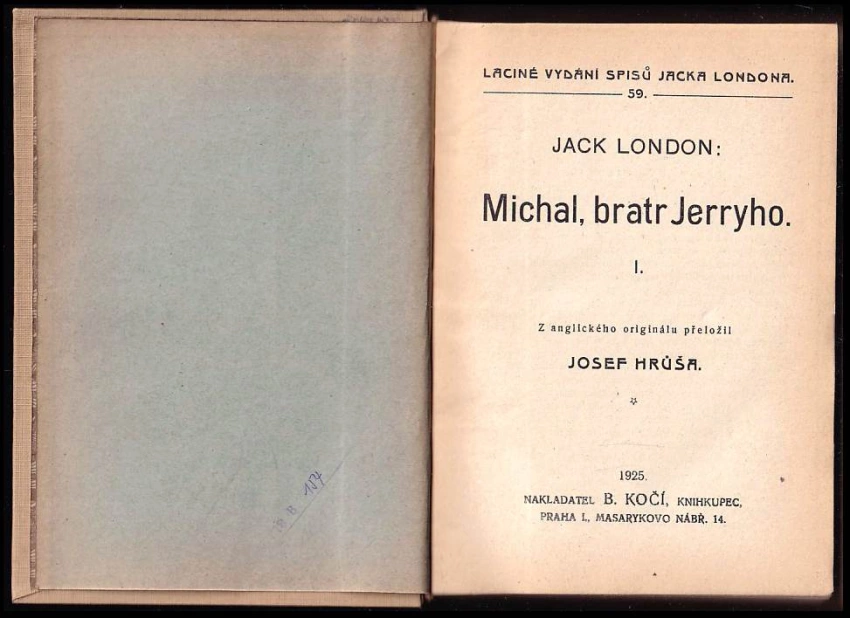 LACINÉ VYDÁNÍ SPISŮ JACKA LONDONA.
59.
JACK LONDON:
Michal, bratr Jerryho.
I.
Z anglického originálu přeložil
JOSEF HRŮŠA.
1925.
NAKLADATEL B. KOČÍ, KNIHKUPEC,
PRAHA I., MASARYKOVO NÁBŘ. 14.